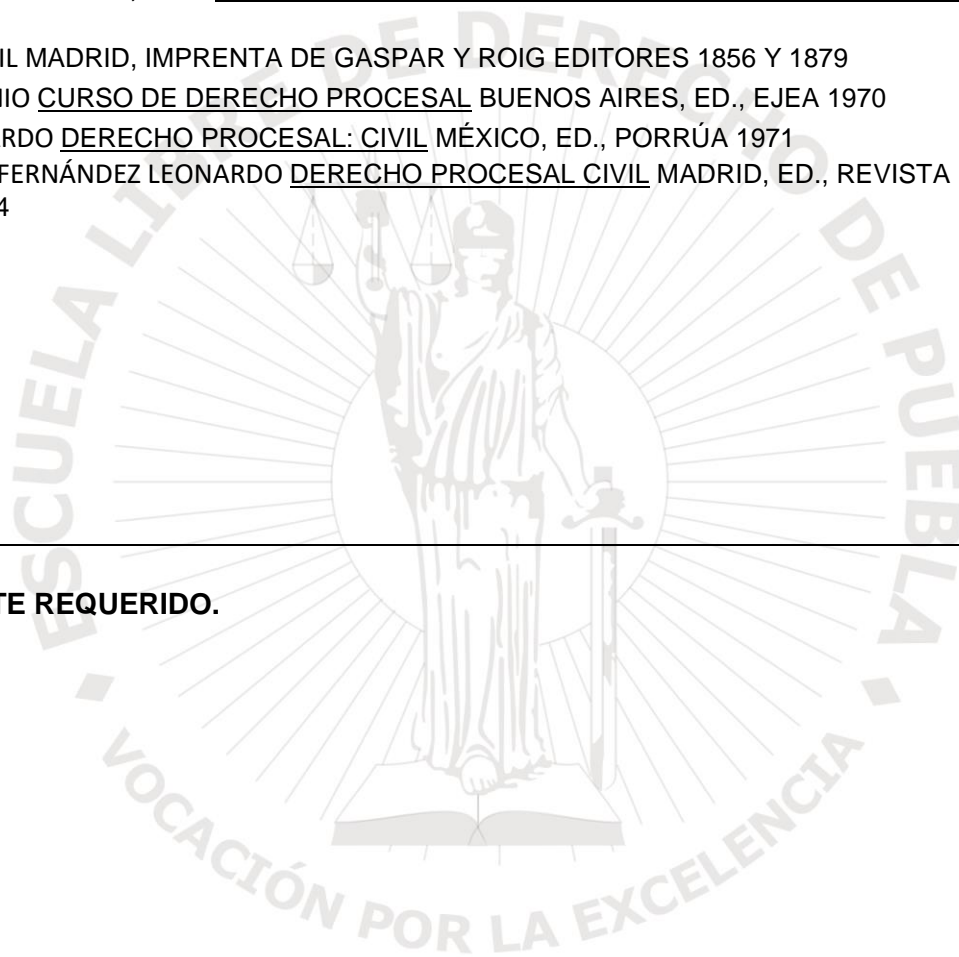 IL MADRID, IMPRENTA DE GASPAR Y ROIG EDITORES 1856 Y 1879
IO CURSO DE DERECHO PROCESAL BUENOS AIRES, ED., EJEA 1970
RDO DERECHO PROCESAL: CIVIL MÉXICO, ED., PORRÚA 1971
FERNÁNDEZ LEONARDO DERECHO PROCESAL CIVIL MADRID, ED., REVISTA
4
TE REQUERIDO.
ESCUELA LIBRE DE DERECHO DE PUEBLA
VOCACIÓN POR LA EXCELENCIA